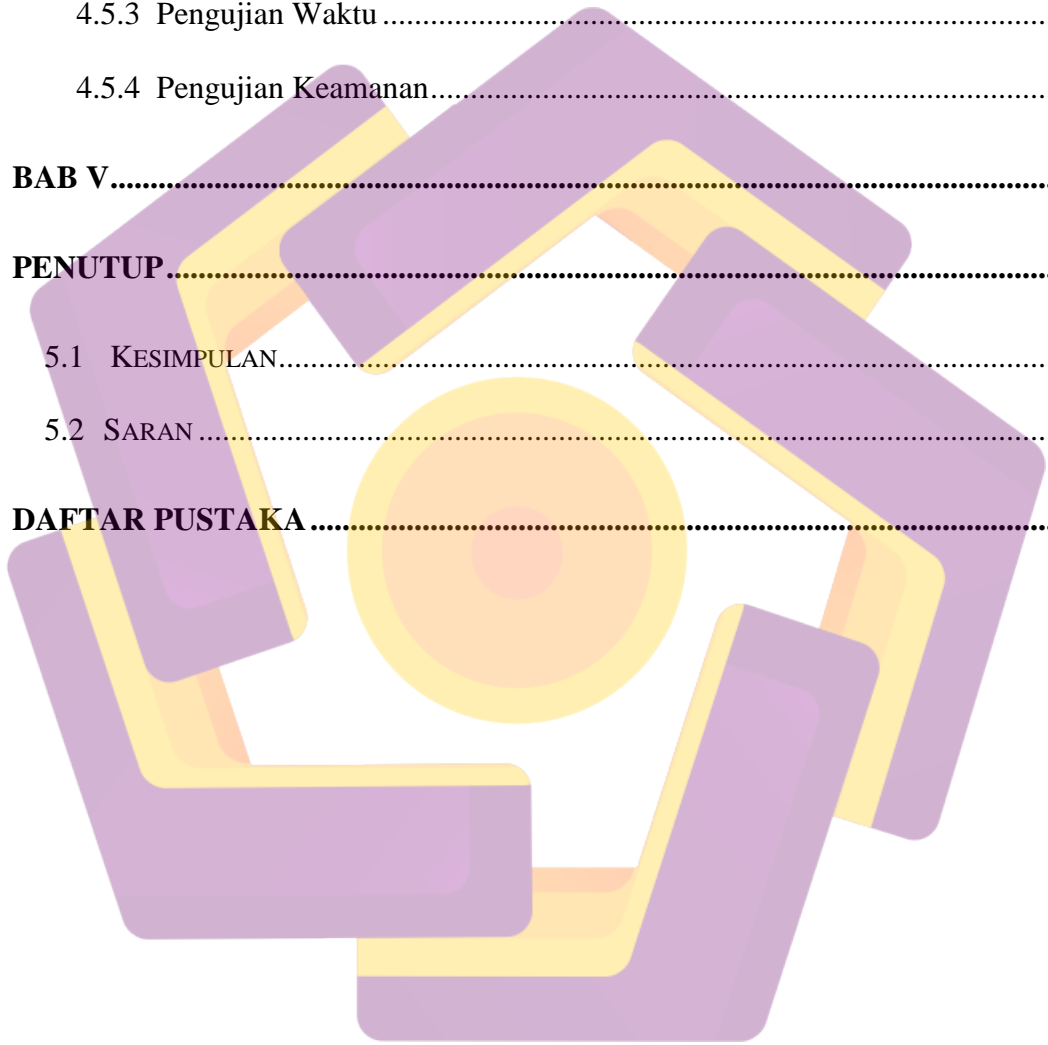 4.5.3 Pengujian Waktu ........................................................................................
4.5.4 Pengujian Keamanan..................................................................................
BAB V.....................................................................................................................
PENUTUP ..............................................................................................................
5.1 KESIMPULAN..................................................................................................
5.2 SARAN ...........................................................................................................
DAFTAR PUSTAKA ..............................................................................................